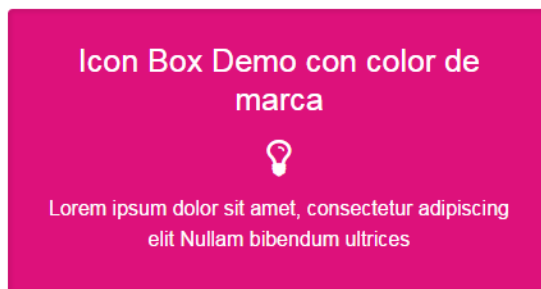 Icon Box Demo con color de
marca
Lorem ipsum dolor sit amet, consectetur adipiscing
elit Nullam bibendum ultrices